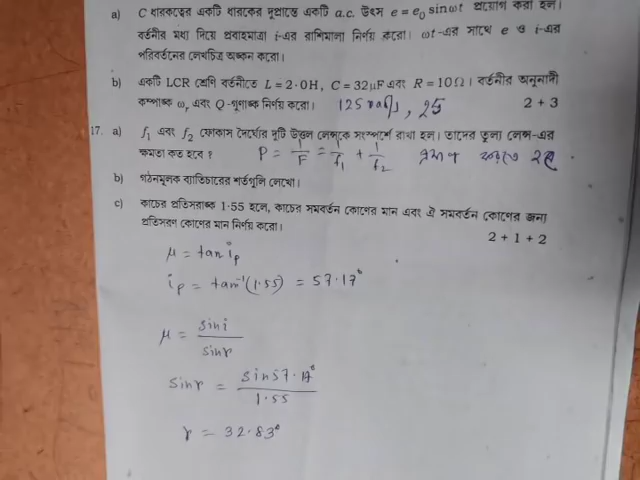 a) C ধারকত্বের একটি ধারকের দুপ্রান্তে একটি a.c. উৎস e = e₀ sin ωt প্রয়োগ করা হল।
বর্তনীর মধ্য দিয়ে প্রবাহমাত্রা i-এর রাশিমালা নির্ণয় করো। ωt-এর সাথে e ও i-এর
পরিবর্তনের লেখচিত্র অঙ্কন করো।
b) একটি LCR শ্রেণি বর্তনীতে L = 2·0H, C = 32μF এবং R = 10Ω। বর্তনীর অনুনাদী
কম্পাঙ্ক ωr এবং Q-গুণাঙ্ক নির্ণয় করো। 125 rad/s, 25 2 + 3
17. a) f₁ এবং f₂ ফোকাস দৈর্ঘ্যের দুটি উত্তল লেন্সকে সংস্পর্শে রাখা হল। তাদের তুল্য লেন্স-এর
ক্ষমতা কত হবে ? P = 1/F = 1/f₁ + 1/f₂ প্রমাণ করতে হবে
b) গঠনমূলক ব্যতিচারের শর্তগুলি লেখো।
c) কাচের প্রতিসরাঙ্ক 1·55 হলে, কাচের সমবর্তন কোণের মান এবং ঐ সমবর্তন কোণের জন্য
প্রতিসরণ কোণের মান নির্ণয় করো।
2 + 1 + 2
μ = tan ip
ip = tan⁻¹(1.55) = 57.17°
μ = sin i / sin r
sin r = sin 57.17° / 1.55
r = 32.83°